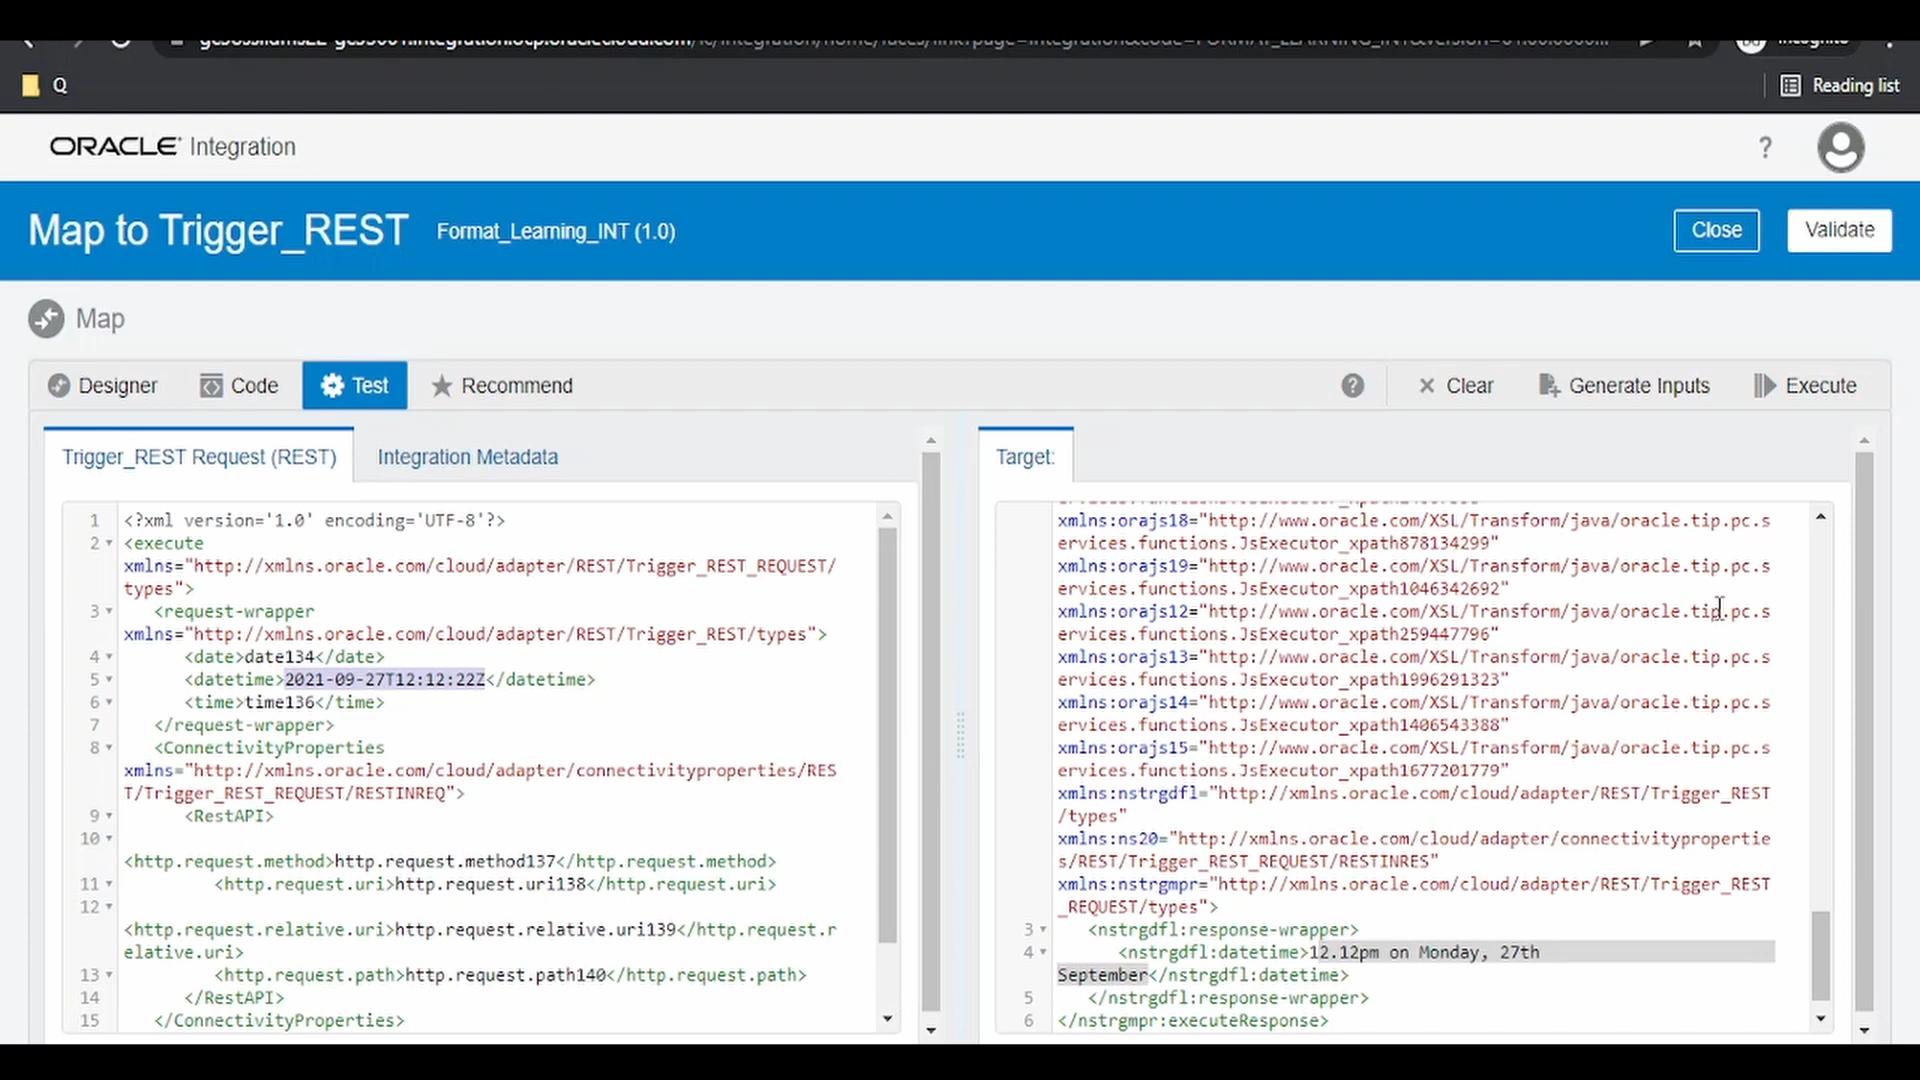 Q
Reading list
ORACLE Integration
?
Map to Trigger_REST Format_Learning_INT (1.0)
Close
Validate
Map
Designer
Code
Test
Recommend
?
Clear
Generate Inputs
Execute
Trigger_REST Request (REST)
Integration Metadata
1 <?xml version='1.0' encoding='UTF-8'?>
2 <execute
xmlns="http://xmlns.oracle.com/cloud/adapter/REST/Trigger_REST_REQUEST/
types">
3 <request-wrapper
xmlns="http://xmlns.oracle.com/cloud/adapter/REST/Trigger_REST/types">
4 <date>date134</date>
5 <datetime>2021-09-27T12:12:22Z</datetime>
6 <time>time136</time>
7 </request-wrapper>
8 <ConnectivityProperties
xmlns="http://xmlns.oracle.com/cloud/adapter/connectivityproperties/RES
T/Trigger_REST_REQUEST/RESTINREQ">
9 <RestAPI>
10
<http.request.method>http.request.method137</http.request.method>
11 <http.request.uri>http.request.uri138</http.request.uri>
12
<http.request.relative.uri>http.request.relative.uri139</http.request.r
elative.uri>
13 <http.request.path>http.request.path140</http.request.path>
14 </RestAPI>
15 </ConnectivityProperties>
Target:
xmlns:orajs18="http://www.oracle.com/XSL/Transform/java/oracle.tip.pc.s
ervices.functions.JsExecutor_xpath878134299"
xmlns:orajs19="http://www.oracle.com/XSL/Transform/java/oracle.tip.pc.s
ervices.functions.JsExecutor_xpath1046342692"
xmlns:orajs12="http://www.oracle.com/XSL/Transform/java/oracle.tip.pc.s
ervices.functions.JsExecutor_xpath259447796"
xmlns:orajs13="http://www.oracle.com/XSL/Transform/java/oracle.tip.pc.s
ervices.functions.JsExecutor_xpath1996291323"
xmlns:orajs14="http://www.oracle.com/XSL/Transform/java/oracle.tip.pc.s
ervices.functions.JsExecutor_xpath1406543388"
xmlns:orajs15="http://www.oracle.com/XSL/Transform/java/oracle.tip.pc.s
ervices.functions.JsExecutor_xpath1677201779"
xmlns:nstrgdfl="http://xmlns.oracle.com/cloud/adapter/REST/Trigger_REST
/types"
xmlns:ns20="http://xmlns.oracle.com/cloud/adapter/connectivitypropertie
s/REST/Trigger_REST_REQUEST/RESTINRES"
xmlns:nstrgmpr="http://xmlns.oracle.com/cloud/adapter/REST/Trigger_REST
_REQUEST/types">
3 <nstrgdfl:response-wrapper>
4 <nstrgdfl:datetime>12.12pm on Monday, 27th
September</nstrgdfl:datetime>
5 </nstrgdfl:response-wrapper>
6 </nstrgmpr:executeResponse>